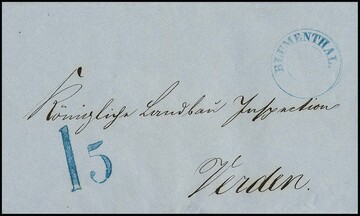 BLUMENTHAL.
Königliche Landbau Inspection
15
Verden.